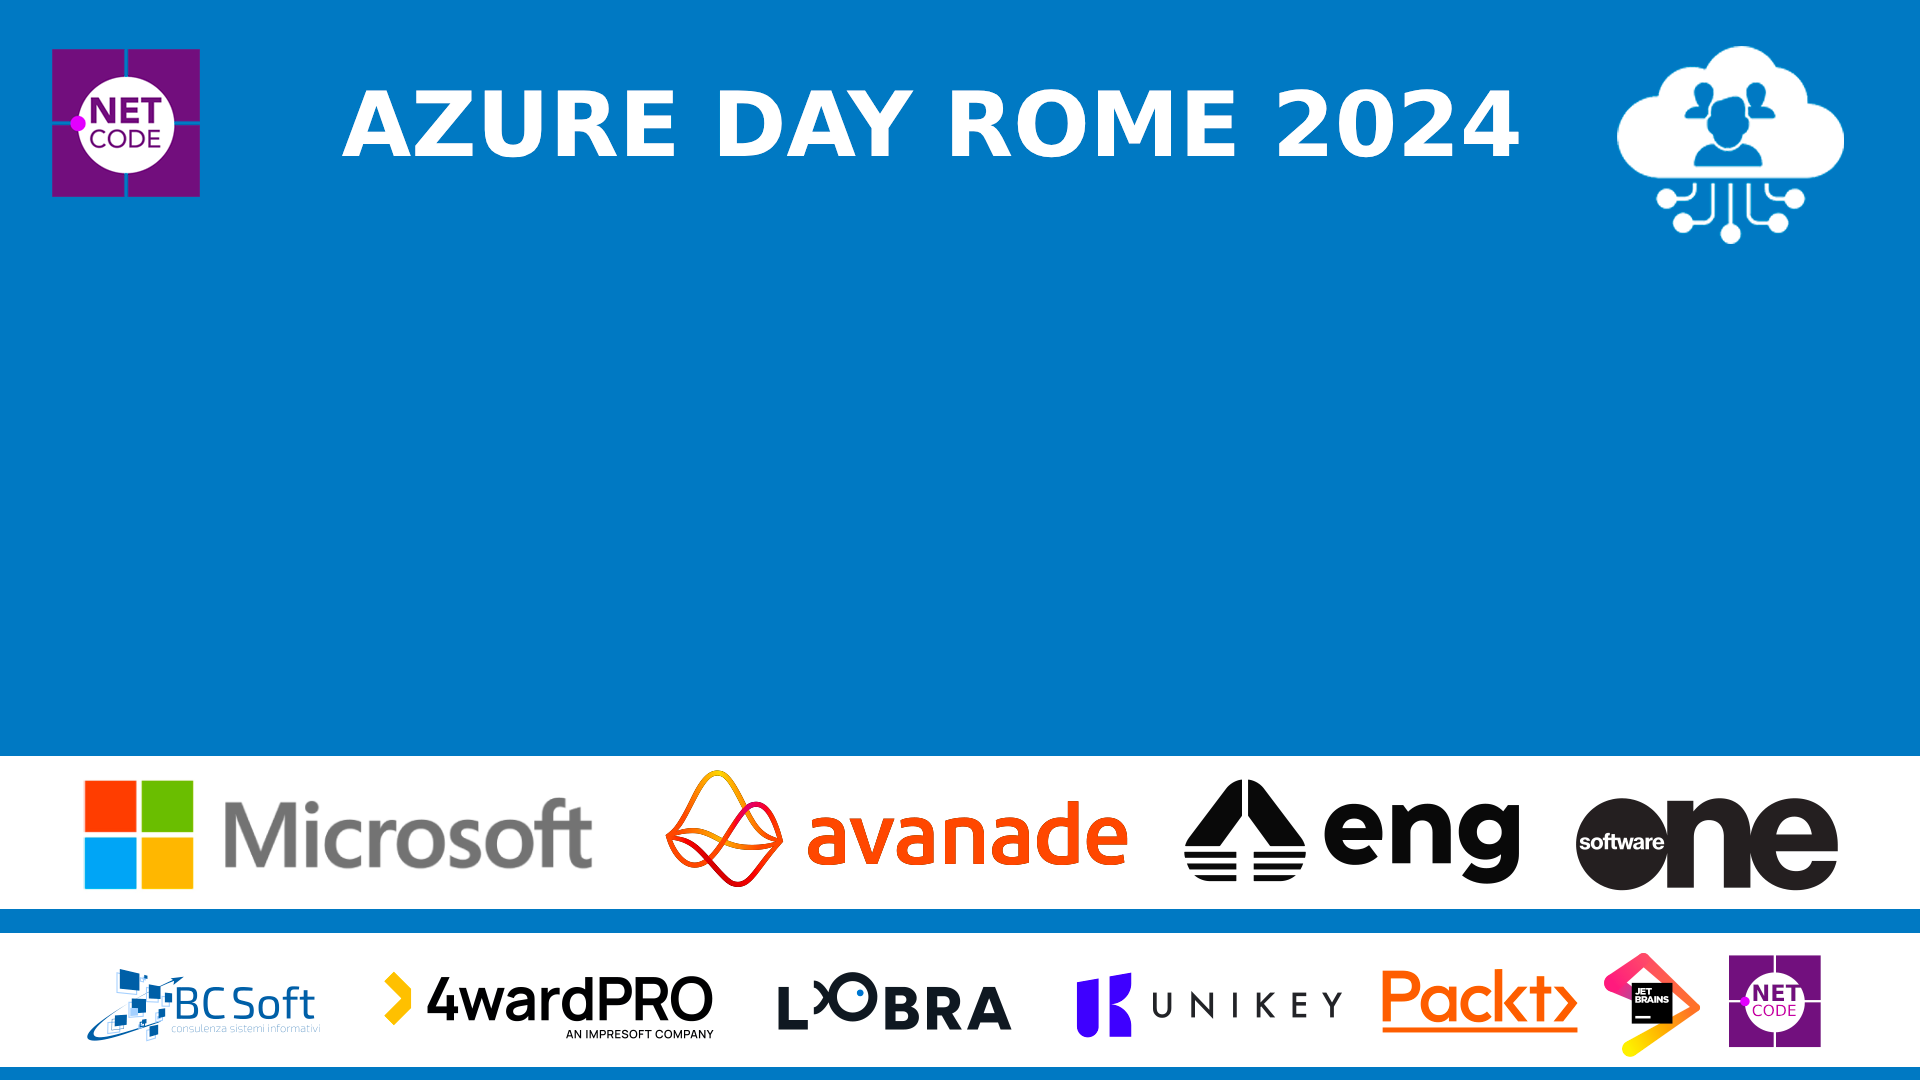 NET
CODE
AZURE DAY ROME 2024
Microsoft
avanade
eng
software
one
BC Soft
consulenza sistemi informativi
4wardPRO
AN IMPRESOFT COMPANY
LOBRA
UNIKEY
Packt
JET
BRAINS
NET
CODE